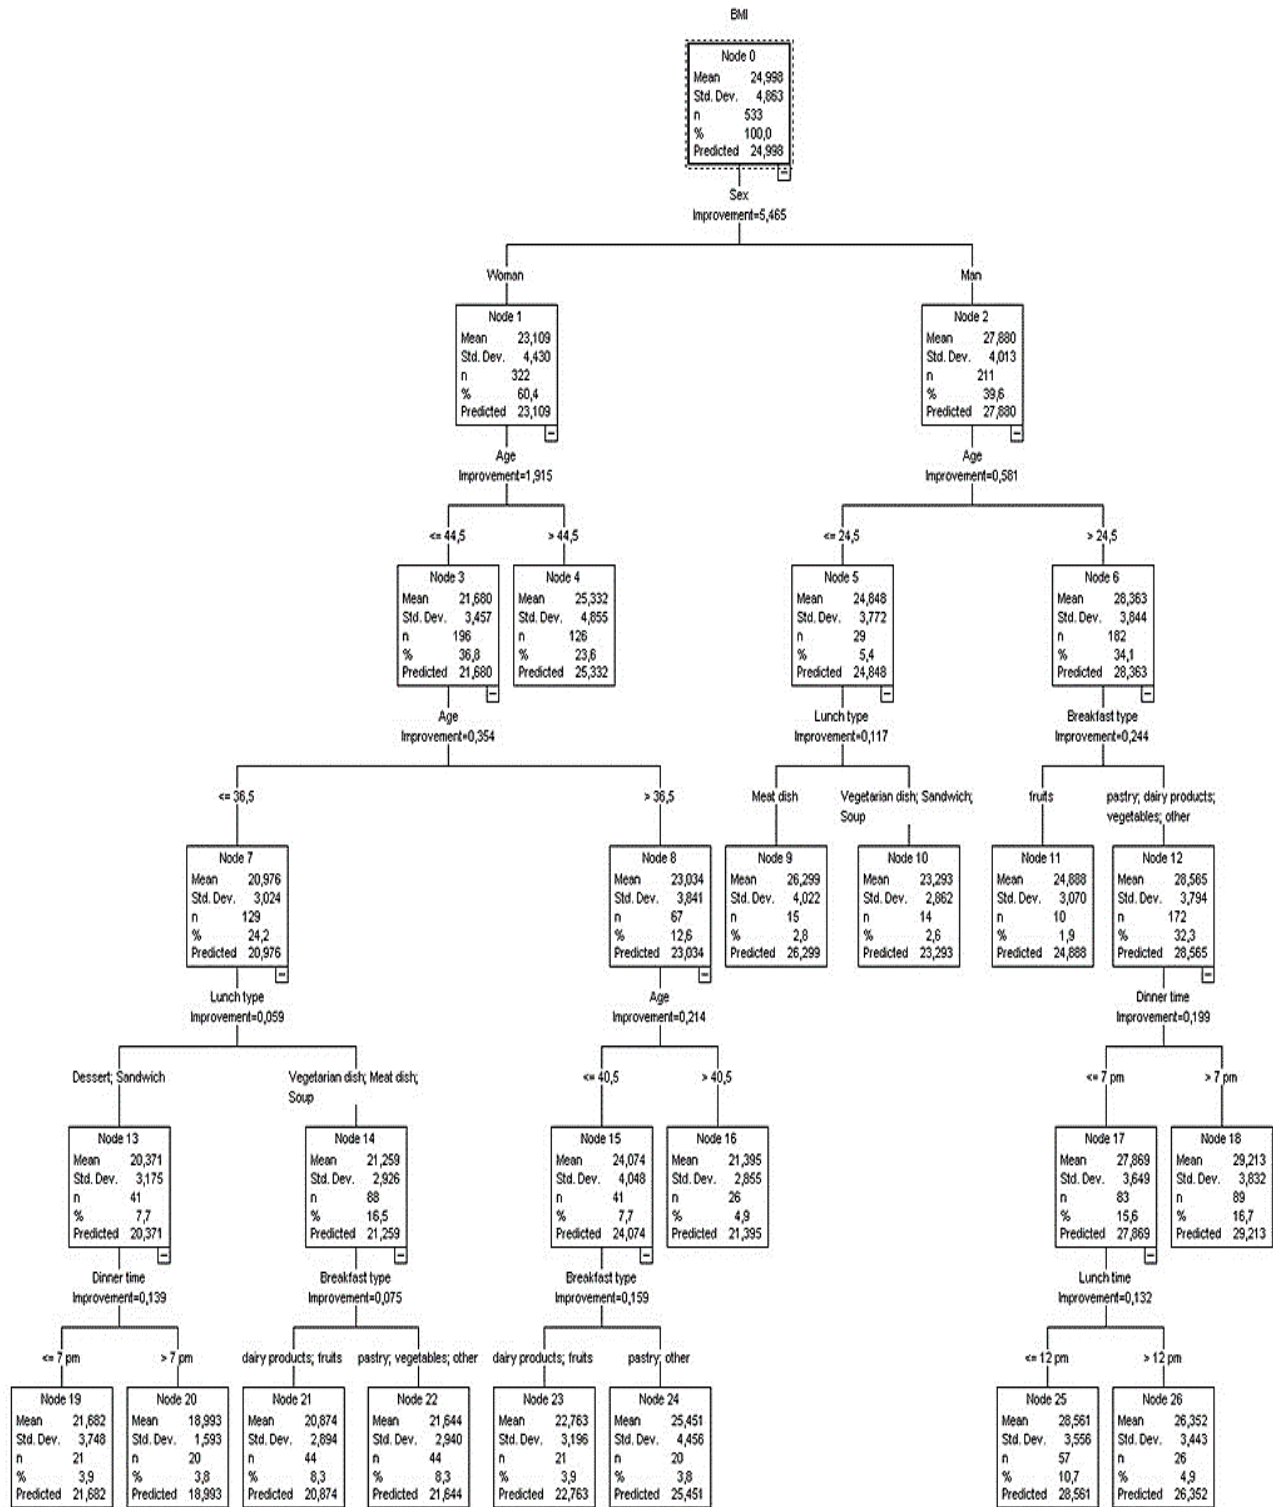 BMI
Node 0
Mean 24,998
Std. Dev. 4,863
n 533
% 100,0
Predicted 24,998
Sex
Improvement=5,465
Woman
Man
Node 1
Mean 23,109
Std. Dev. 4,430
n 322
% 60,4
Predicted 23,109
Node 2
Mean 27,880
Std. Dev. 4,013
n 211
% 39,6
Predicted 27,880
Age
Improvement=1,915
Age
Improvement=0,581
<= 44,5
> 44,5
<= 24,5
> 24,5
Node 3
Mean 21,680
Std. Dev. 3,457
n 196
% 36,8
Predicted 21,680
Node 4
Mean 25,332
Std. Dev. 4,855
n 126
% 23,6
Predicted 25,332
Node 5
Mean 24,848
Std. Dev. 3,772
n 29
% 5,4
Predicted 24,848
Node 6
Mean 28,363
Std. Dev. 3,844
n 182
% 34,1
Predicted 28,363
Age
Improvement=0,354
Lunch type
Improvement=0,117
Breakfast type
Improvement=0,244
<= 36,5
> 36,5
Meat dish
Vegetarian dish; Sandwich;
Soup
fruits
pastry; dairy products;
vegetables; other
Node 7
Mean 20,976
Std. Dev. 3,024
n 129
% 24,2
Predicted 20,976
Node 8
Mean 23,034
Std. Dev. 3,841
n 67
% 12,6
Predicted 23,034
Node 9
Mean 26,299
Std. Dev. 4,022
n 15
% 2,8
Predicted 26,299
Node 10
Mean 23,293
Std. Dev. 2,862
n 14
% 2,6
Predicted 23,293
Node 11
Mean 24,888
Std. Dev. 3,070
n 10
% 1,9
Predicted 24,888
Node 12
Mean 28,565
Std. Dev. 3,794
n 172
% 32,3
Predicted 28,565
Lunch type
Improvement=0,059
Age
Improvement=0,214
Dinner time
Improvement=0,199
Dessert; Sandwich
Vegetarian dish; Meat dish;
Soup
<= 40,5
> 40,5
<= 7 pm
> 7 pm
Node 13
Mean 20,371
Std. Dev. 3,175
n 41
% 7,7
Predicted 20,371
Node 14
Mean 21,259
Std. Dev. 2,926
n 88
% 16,5
Predicted 21,259
Node 15
Mean 24,074
Std. Dev. 4,048
n 41
% 7,7
Predicted 24,074
Node 16
Mean 21,395
Std. Dev. 2,855
n 26
% 4,9
Predicted 21,395
Node 17
Mean 27,869
Std. Dev. 3,649
n 83
% 15,6
Predicted 27,869
Node 18
Mean 29,213
Std. Dev. 3,832
n 89
% 16,7
Predicted 29,213
Dinner time
Improvement=0,139
Breakfast type
Improvement=0,075
Breakfast type
Improvement=0,159
Lunch time
Improvement=0,132
<= 7 pm
> 7 pm
dairy products; fruits
pastry; vegetables; other
dairy products; fruits
pastry; other
<= 12 pm
> 12 pm
Node 19
Mean 21,682
Std. Dev. 3,748
n 21
% 3,9
Predicted 21,682
Node 20
Mean 18,993
Std. Dev. 1,593
n 20
% 3,8
Predicted 18,993
Node 21
Mean 20,874
Std. Dev. 2,894
n 44
% 8,3
Predicted 20,874
Node 22
Mean 21,644
Std. Dev. 2,940
n 44
% 8,3
Predicted 21,644
Node 23
Mean 22,763
Std. Dev. 3,196
n 21
% 3,9
Predicted 22,763
Node 24
Mean 25,451
Std. Dev. 4,456
n 20
% 3,8
Predicted 25,451
Node 25
Mean 28,561
Std. Dev. 3,556
n 57
% 10,7
Predicted 28,561
Node 26
Mean 26,352
Std. Dev. 3,443
n 26
% 4,9
Predicted 26,352